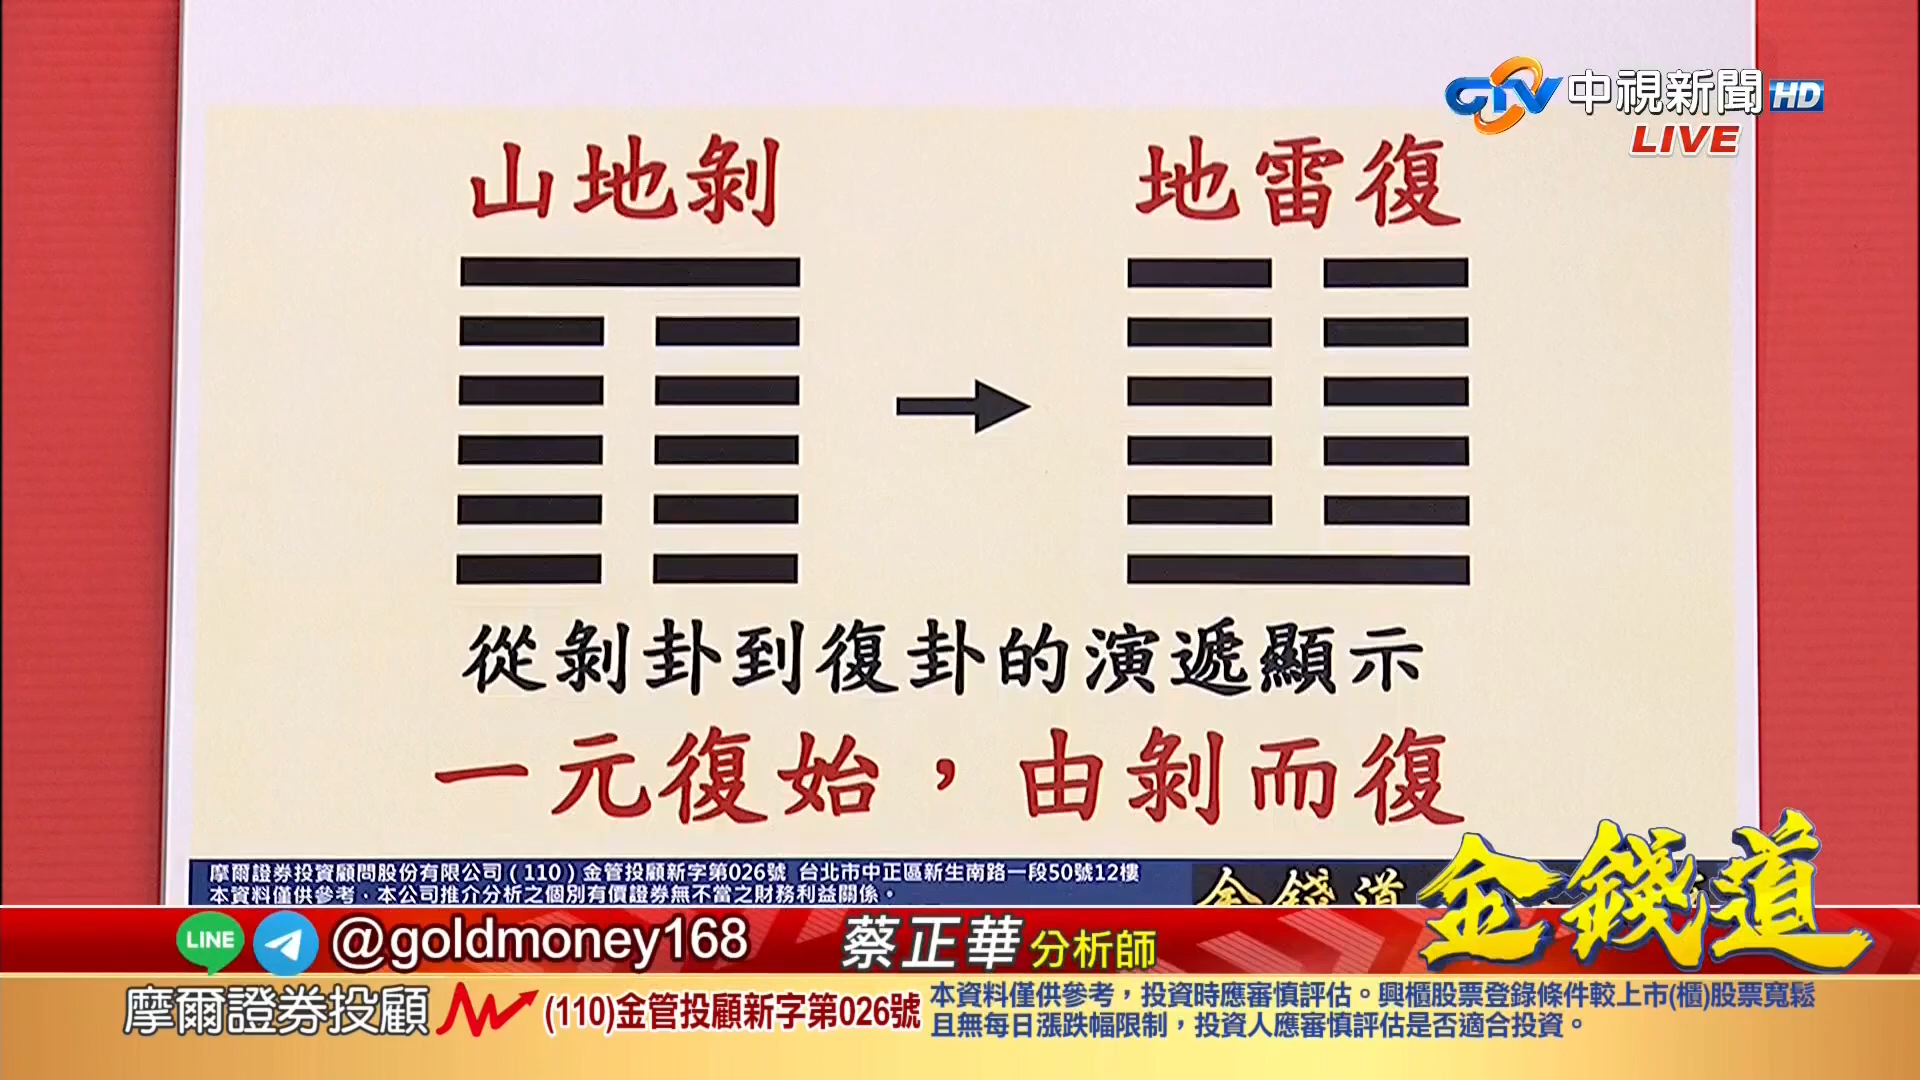 CTV 中視新聞 HD
LIVE
山地剝
地雷復
從剝卦到復卦的演遞顯示
一元復始，由剝而復
摩爾證券投資顧問股份有限公司(110)金管投顧新字第026號 台北市中正區新生南路一段50號12樓
本資料僅供參考，本公司推介分析之個別有價證券無不當之財務利益關係。
金錢道
金錢道
LINE @goldmoney168
蔡正華 分析師
摩爾證券投顧
(110)金管投顧新字第026號
本資料僅供參考，投資時應審慎評估。興櫃股票登錄條件較上市(櫃)股票寬鬆
且無每日漲跌幅限制，投資人應審慎評估是否適合投資。